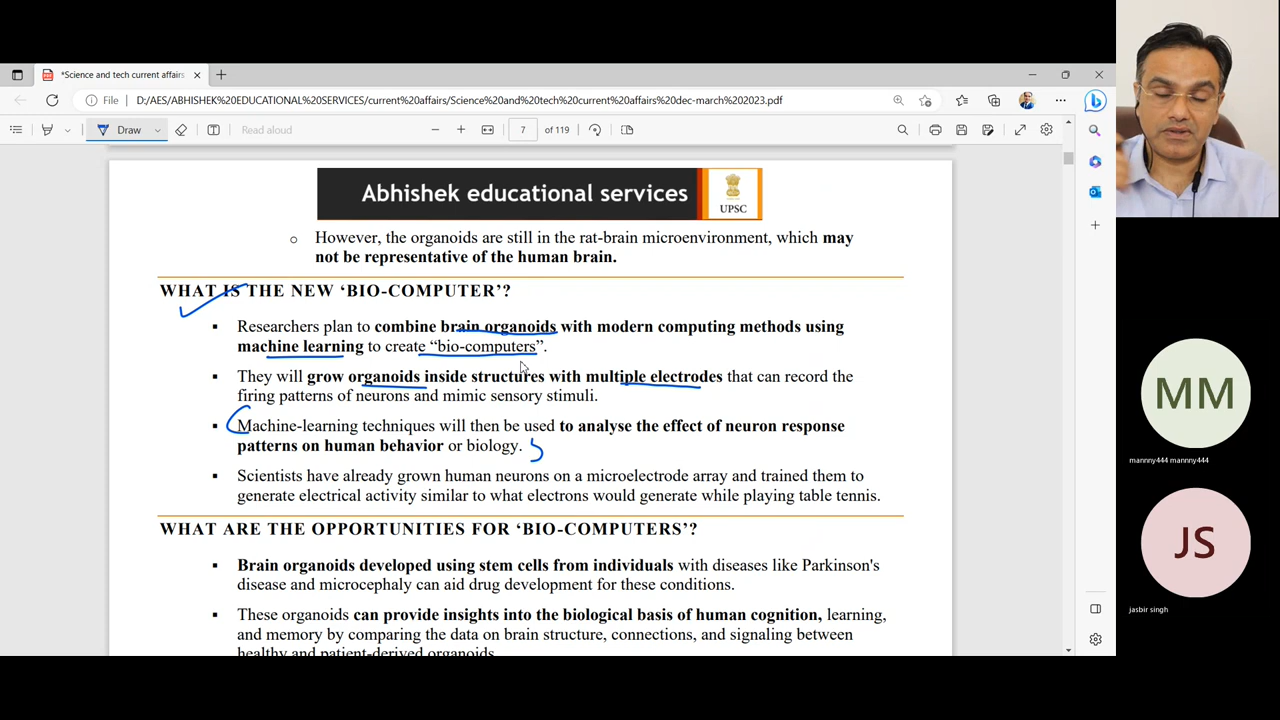 *Science and tech current affairs
File
D:/AES/ABHISHEK%20EDUCATIONAL%20SERVICES/current%20affairs/Science%20and%20tech%20current%20affairs%20dec-march%202023.pdf
Draw
Read aloud
7
of 119
Abhishek educational services
UPSC
However, the organoids are still in the rat-brain microenvironment, which may
not be representative of the human brain.
WHAT IS THE NEW ‘BIO-COMPUTER’?
Researchers plan to combine brain organoids with modern computing methods using
machine learning to create “bio-computers”.
They will grow organoids inside structures with multiple electrodes that can record the
firing patterns of neurons and mimic sensory stimuli.
Machine-learning techniques will then be used to analyse the effect of neuron response
patterns on human behavior or biology.
Scientists have already grown human neurons on a microelectrode array and trained them to
generate electrical activity similar to what electrons would generate while playing table tennis.
WHAT ARE THE OPPORTUNITIES FOR ‘BIO-COMPUTERS’?
Brain organoids developed using stem cells from individuals with diseases like Parkinson's
disease and microcephaly can aid drug development for these conditions.
These organoids can provide insights into the biological basis of human cognition, learning,
and memory by comparing the data on brain structure, connections, and signaling between
healthy and patient-derived organoids.
MM
mannny444 mannny444
JS
jasbir singh